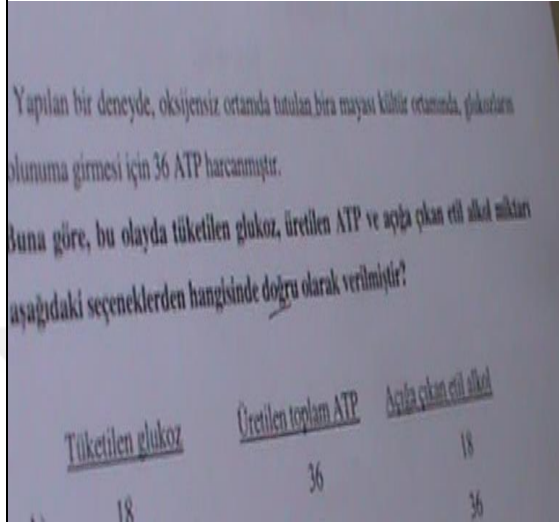 Yapılan bir deneyde, oksijensiz ortamda tutulan bira mayası kültür ortamında, glukozların
olunuma girmesi için 36 ATP harcanmıştır.
Buna göre, bu olayda tüketilen glukoz, üretilen ATP ve açığa çıkan etil alkol miktarı
aşağıdaki seçeneklerden hangisinde doğru olarak verilmiştir?
Tüketilen glukoz Üretilen toplam ATP Açığa çıkan etil alkol
18 36 18
36